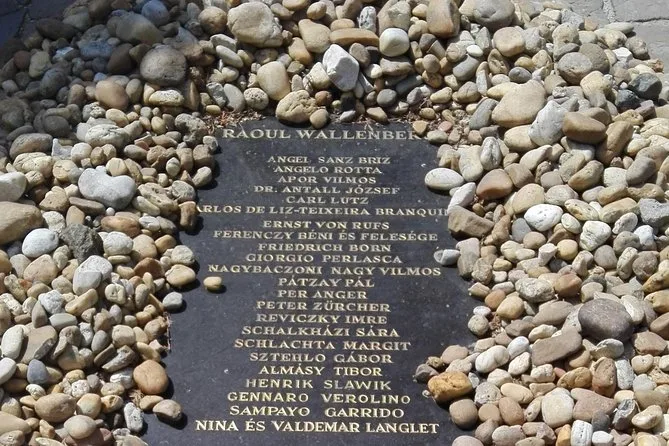 RAOUL WALLENBER
ANGEL SANZ BRIZ
ANGELO ROTTA
APOR VILMOS
DR. ANTALL JÓZSEF
CARL LUTZ
ARLOS DE LIZ-TEIXEIRA BRANQUI
ERNST VON RUFS
FERENCZY BÉNI ÉS FELESÉGE
FRIEDRICH BORN
GIORGIO PERLASCA
NAGYBACZONI NAGY VILMOS
PÁTZAY PÁL
PER ANGER
PETER ZÜRCHER
REVICZKY IMRE
SCHALKHÁZI SÁRA
SCHLACHTA MARGIT
SZTEHLO GÁBOR
ALMÁSY TIBOR
HENRIK SLAWIK
GENNARO VEROLINO
SAMPAYO GARRIDO
NINA ÉS VALDEMAR LANGLET